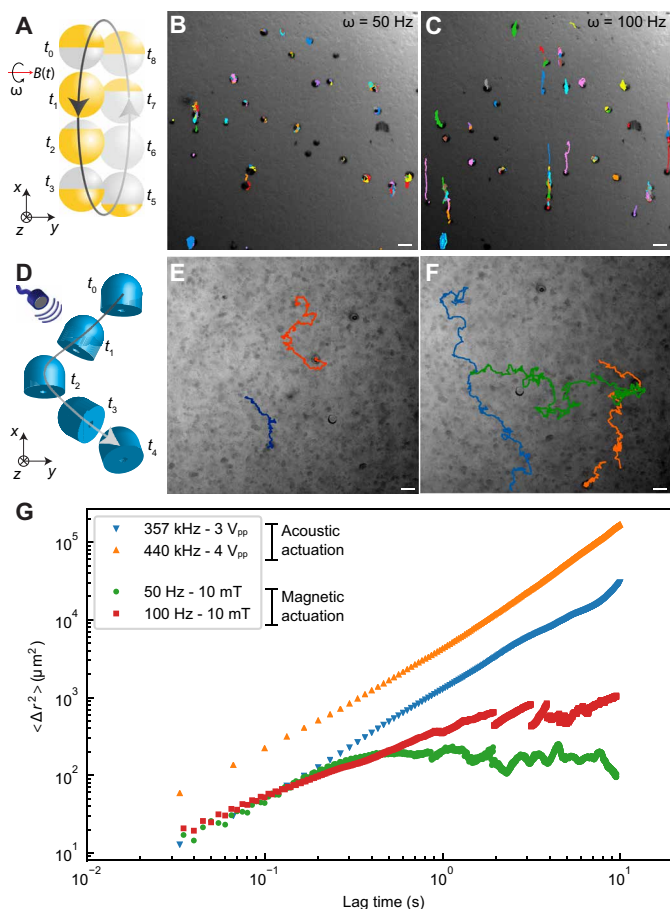 A
t0
t8
B(t)
ω
t1
t7
t2
t6
t3
t5
x
z
y
B
ω = 50 Hz
C
ω = 100 Hz
D
t0
t1
t2
t3
t4
x
z
y
E
F
G
357 kHz - 3 Vpp
440 kHz - 4 Vpp
Acoustic
actuation
50 Hz - 10 mT
100 Hz - 10 mT
Magnetic
actuation
<Δr²> (μm²)
10⁵
10⁴
10³
10²
10¹
10⁻²
10⁻¹
10⁰
10¹
Lag time (s)